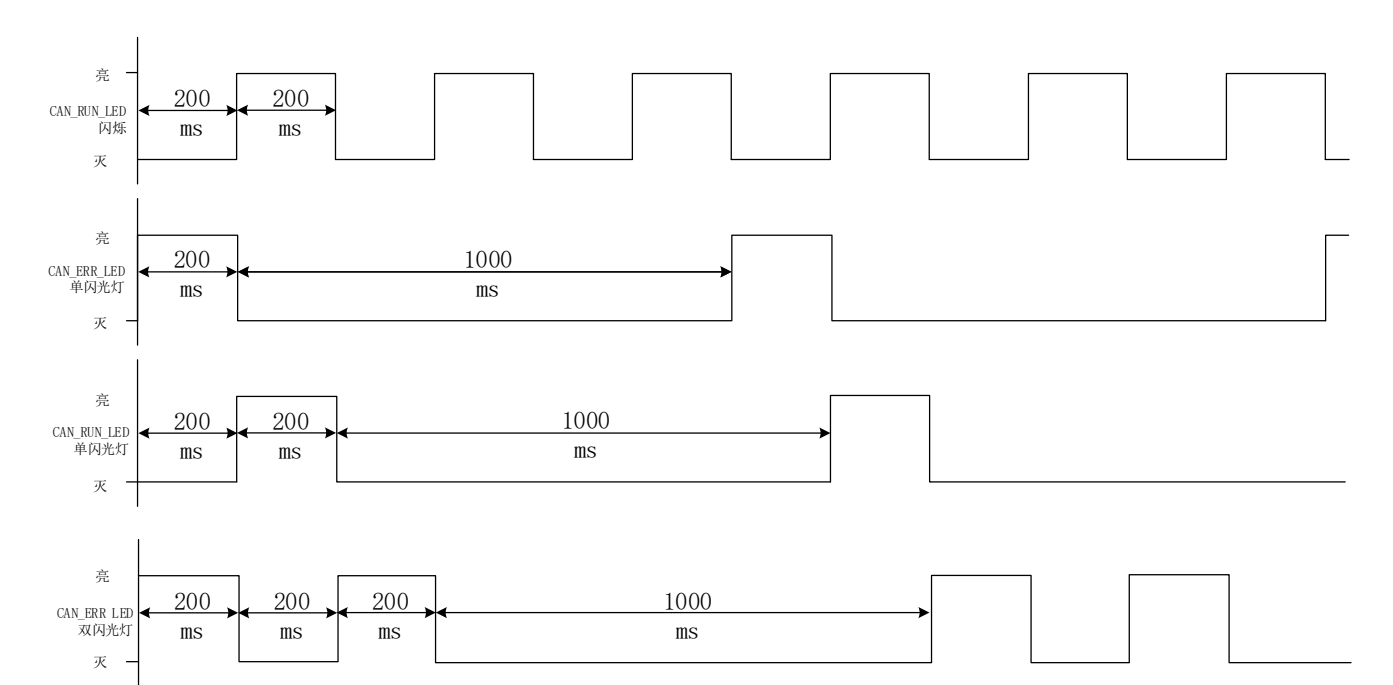 亮
200 200
CAN_RUN_LED
闪烁
ms ms
灭
亮
200 1000
CAN_ERR_LED
单闪光灯
ms ms
灭
亮
200 200 1000
CAN_RUN_LED
单闪光灯
ms ms ms
灭
亮
200 200 200 1000
CAN_ERR LED
双闪光灯
ms ms ms ms
灭